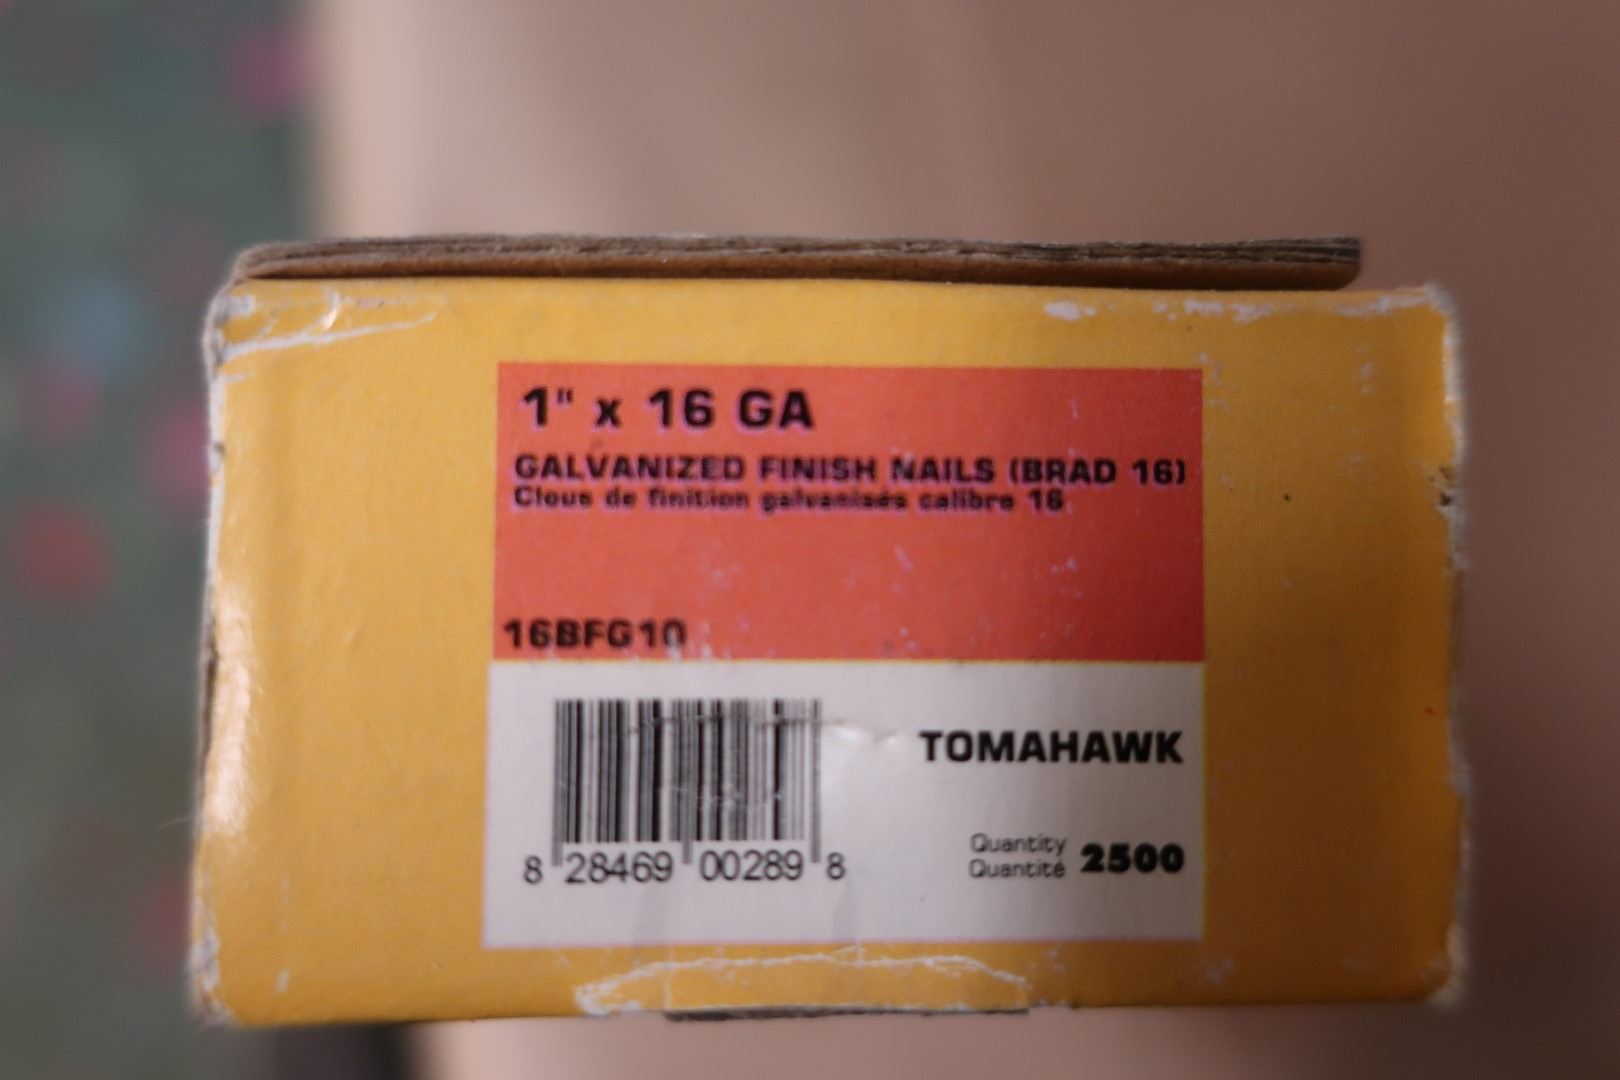 1" x 16 GA
GALVANIZED FINISH NAILS (BRAD 16)
Clous de finition galvanisés calibre 16
16BFG10
TOMAHAWK
Quantity
Quantité 2500
8 28469 00289 8